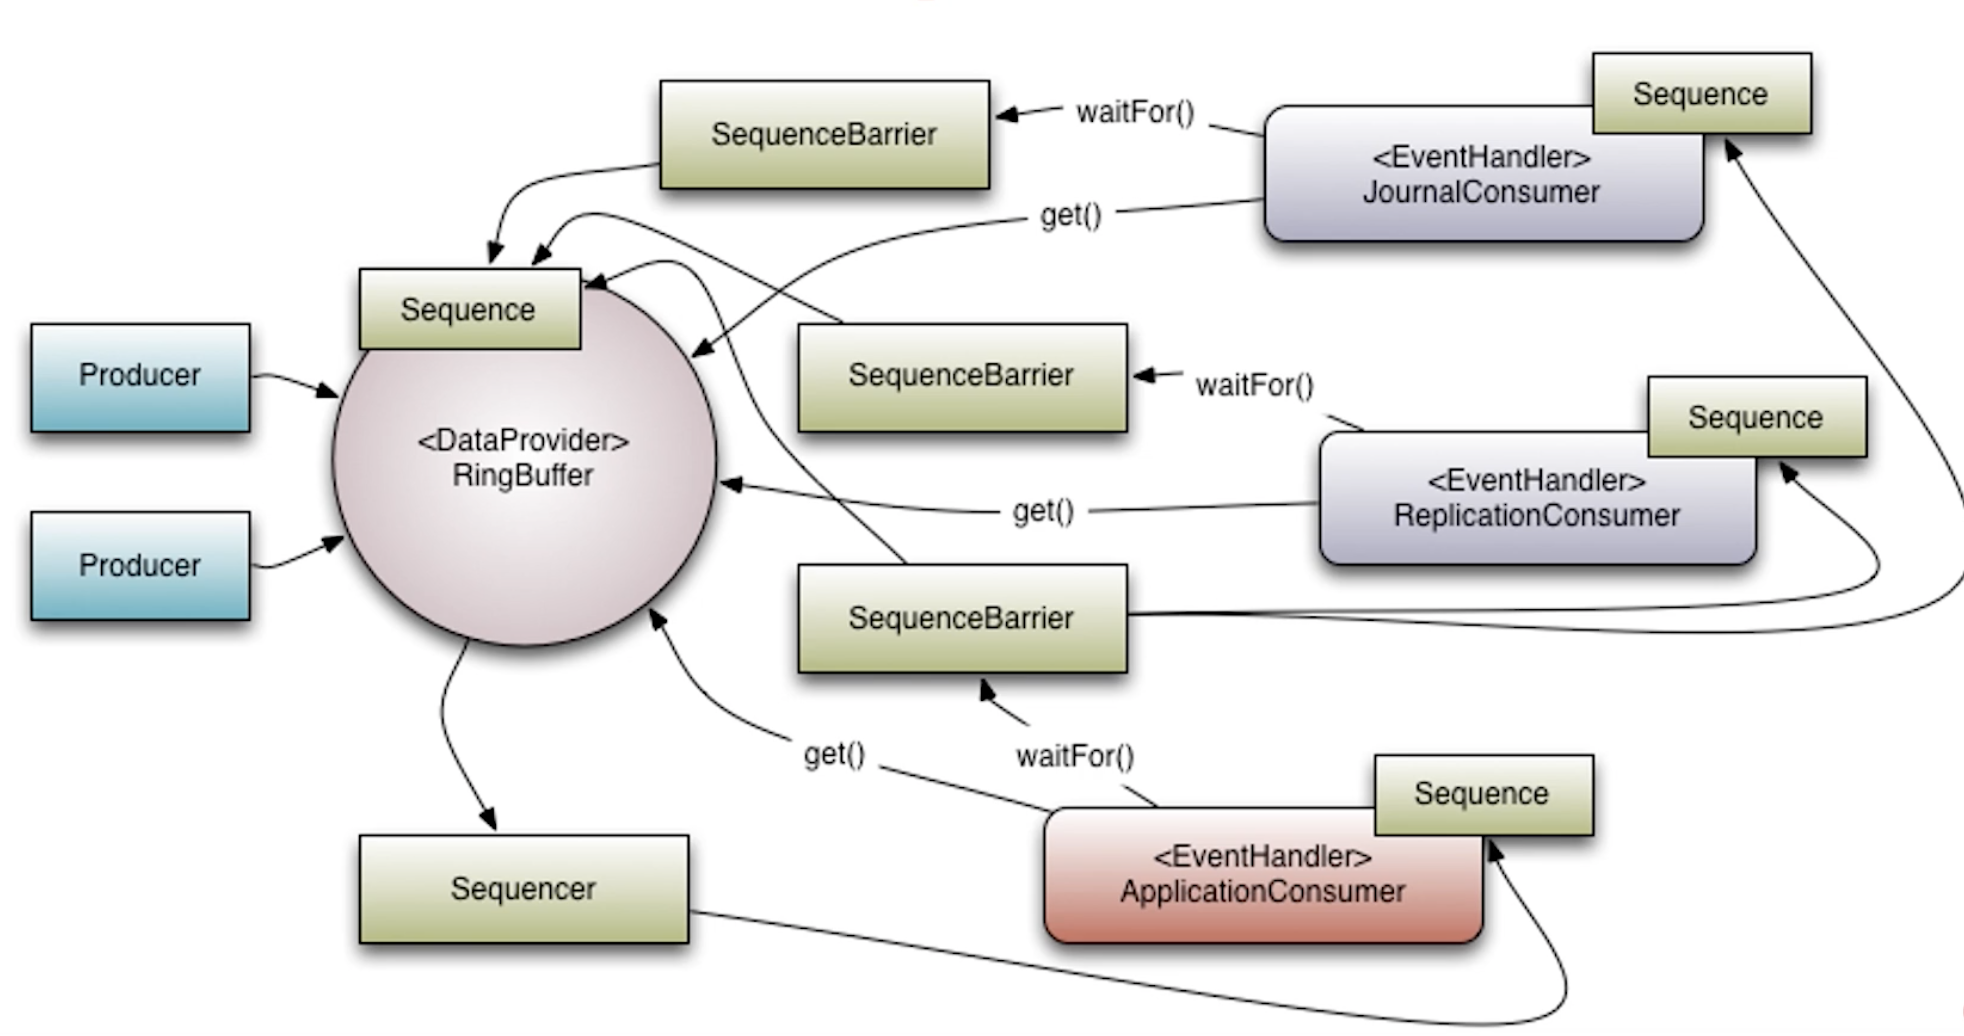 Sequence
SequenceBarrier
waitFor()
<EventHandler>
JournalConsumer
get()
Sequence
Producer
SequenceBarrier
waitFor()
Sequence
<DataProvider>
RingBuffer
<EventHandler>
ReplicationConsumer
get()
Producer
SequenceBarrier
get()
waitFor()
Sequence
<EventHandler>
ApplicationConsumer
Sequencer